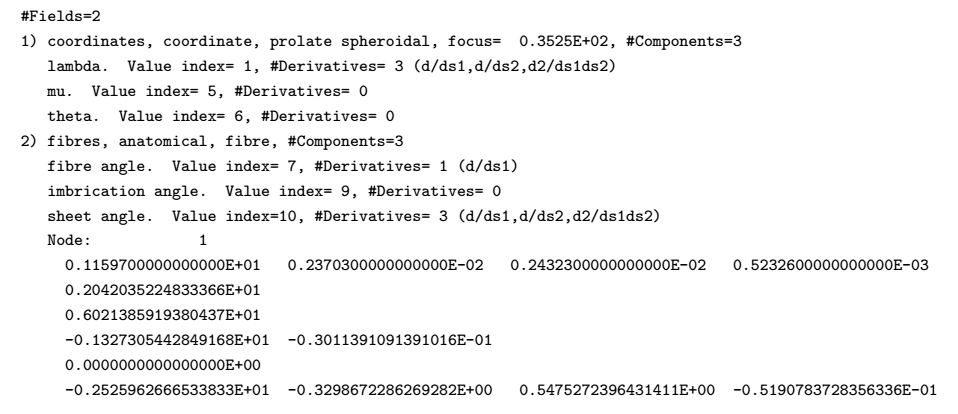 #Fields=2
1) coordinates, coordinate, prolate spheroidal, focus=  0.3525E+02, #Components=3
   lambda.  Value index= 1, #Derivatives= 3 (d/ds1,d/ds2,d2/ds1ds2)
   mu.  Value index= 5, #Derivatives= 0
   theta.  Value index= 6, #Derivatives= 0
2) fibres, anatomical, fibre, #Components=3
   fibre angle.  Value index= 7, #Derivatives= 1 (d/ds1)
   imbrication angle.  Value index= 9, #Derivatives= 0
   sheet angle.  Value index=10, #Derivatives= 3 (d/ds1,d/ds2,d2/ds1ds2)
   Node:            1
     0.1159700000000000E+01   0.2370300000000000E-02   0.2432300000000000E-02   0.5232600000000000E-03
     0.2042035224833366E+01
     0.6021385919380437E+01
     -0.1327305442849168E+01  -0.3011391091391016E-01
     0.0000000000000000E+00
     -0.2525962666533833E+01  -0.3298672286269282E+00   0.5475272396431411E+00  -0.5190783728356336E-01